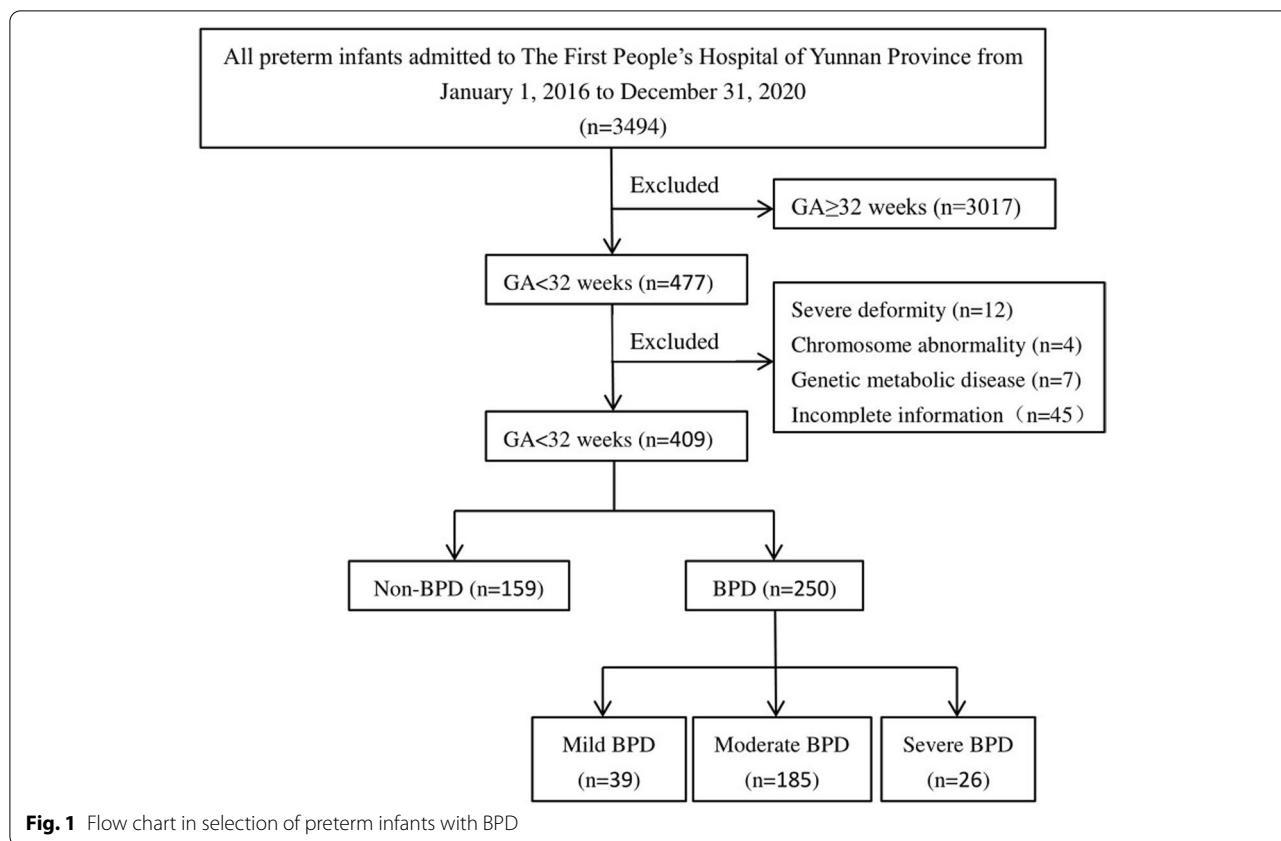 All preterm infants admitted to The First People's Hospital of Yunnan Province from
January 1, 2016 to December 31, 2020
(n=3494)
Excluded
GA≥32 weeks (n=3017)
GA<32 weeks (n=477)
Excluded
Severe deformity (n=12)
Chromosome abnormality (n=4)
Genetic metabolic disease (n=7)
Incomplete information（n=45）
GA<32 weeks (n=409)
Non-BPD (n=159)
BPD (n=250)
Mild BPD
(n=39)
Moderate BPD
(n=185)
Severe BPD
(n=26)
Fig. 1 Flow chart in selection of preterm infants with BPD